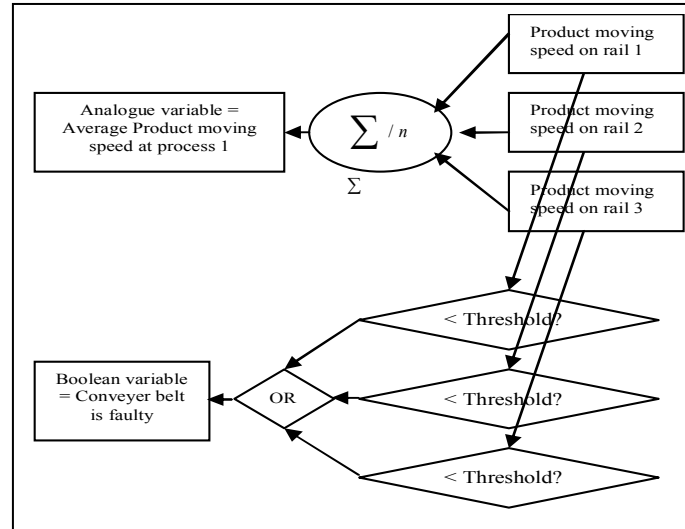 Product moving
speed on rail 1
Analogue variable =
Average Product moving
speed at process 1
∑ / n
∑
Product moving
speed on rail 2
Product moving
speed on rail 3
< Threshold?
Boolean variable
= Conveyer belt
is faulty
OR
< Threshold?
< Threshold?